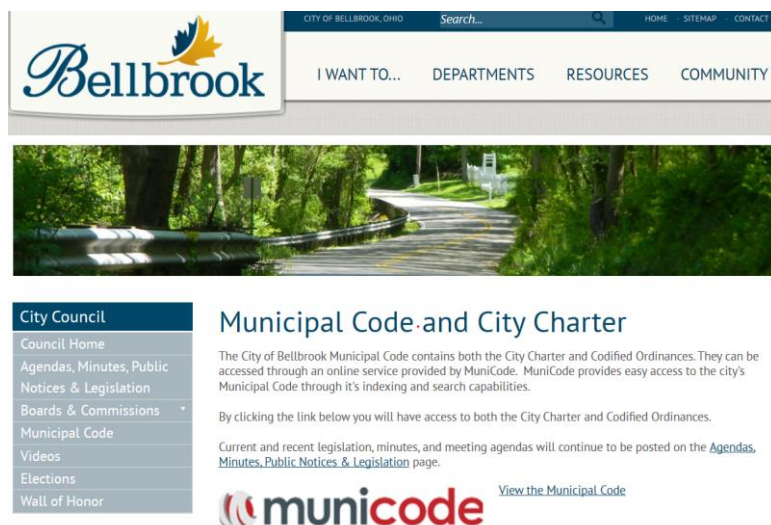 CITY OF BELLBROOK, OHIO
Search...
HOME - SITEMAP - CONTACT
Bellbrook
I WANT TO...
DEPARTMENTS
RESOURCES
COMMUNITY
City Council
Council Home
Agendas, Minutes, Public
Notices & Legislation
Boards & Commissions
Municipal Code
Videos
Elections
Wall of Honor
Municipal Code and City Charter
The City of Bellbrook Municipal Code contains both the City Charter and Codified Ordinances. They can be
accessed through an online service provided by MuniCode. MuniCode provides easy access to the city's
Municipal Code through it's indexing and search capabilities.
By clicking the link below you will have access to both the City Charter and Codified Ordinances.
Current and recent legislation, minutes, and meeting agendas will continue to be posted on the Agendas,
Minutes, Public Notices & Legislation page.
municode
View the Municipal Code